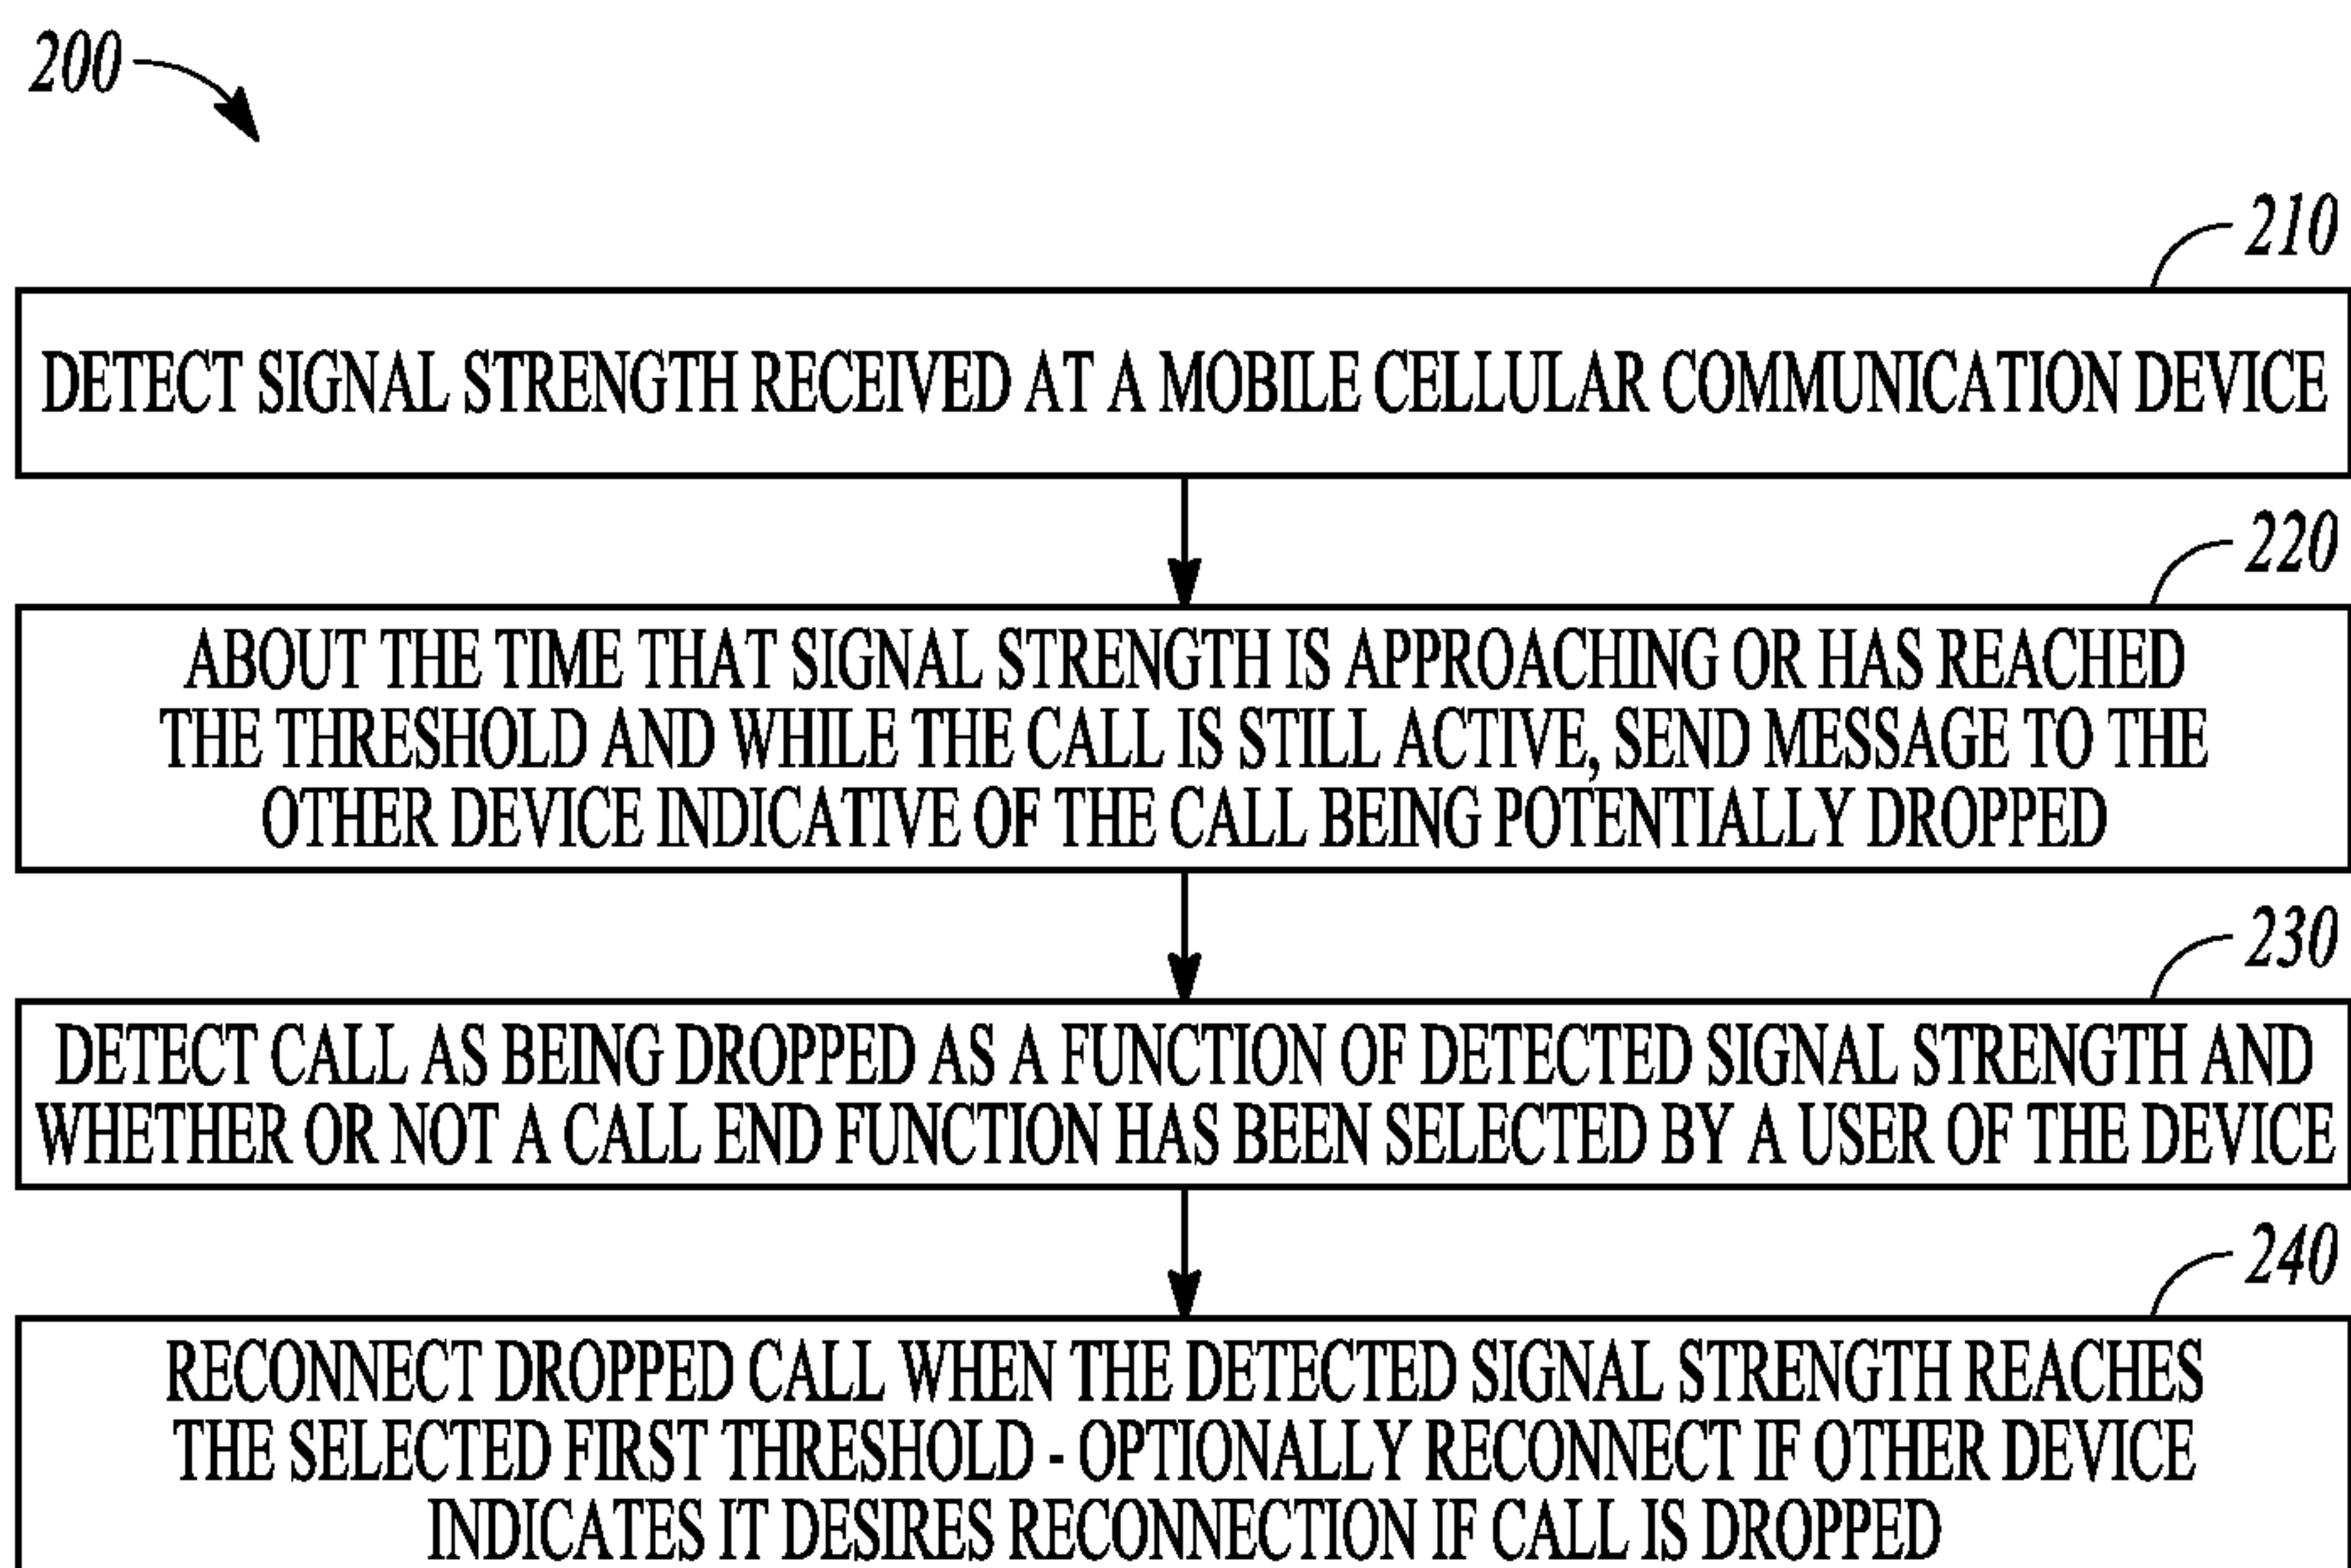 200
210
DETECT SIGNAL STRENGTH RECEIVED AT A MOBILE CELLULAR COMMUNICATION DEVICE
220
ABOUT THE TIME THAT SIGNAL STRENGTH IS APPROACHING OR HAS REACHED
THE THRESHOLD AND WHILE THE CALL IS STILL ACTIVE, SEND MESSAGE TO THE
OTHER DEVICE INDICATIVE OF THE CALL BEING POTENTIALLY DROPPED
230
DETECT CALL AS BEING DROPPED AS A FUNCTION OF DETECTED SIGNAL STRENGTH AND
WHETHER OR NOT A CALL END FUNCTION HAS BEEN SELECTED BY A USER OF THE DEVICE
240
RECONNECT DROPPED CALL WHEN THE DETECTED SIGNAL STRENGTH REACHES
THE SELECTED FIRST THRESHOLD - OPTIONALLY RECONNECT IF OTHER DEVICE
INDICATES IT DESIRES RECONNECTION IF CALL IS DROPPED